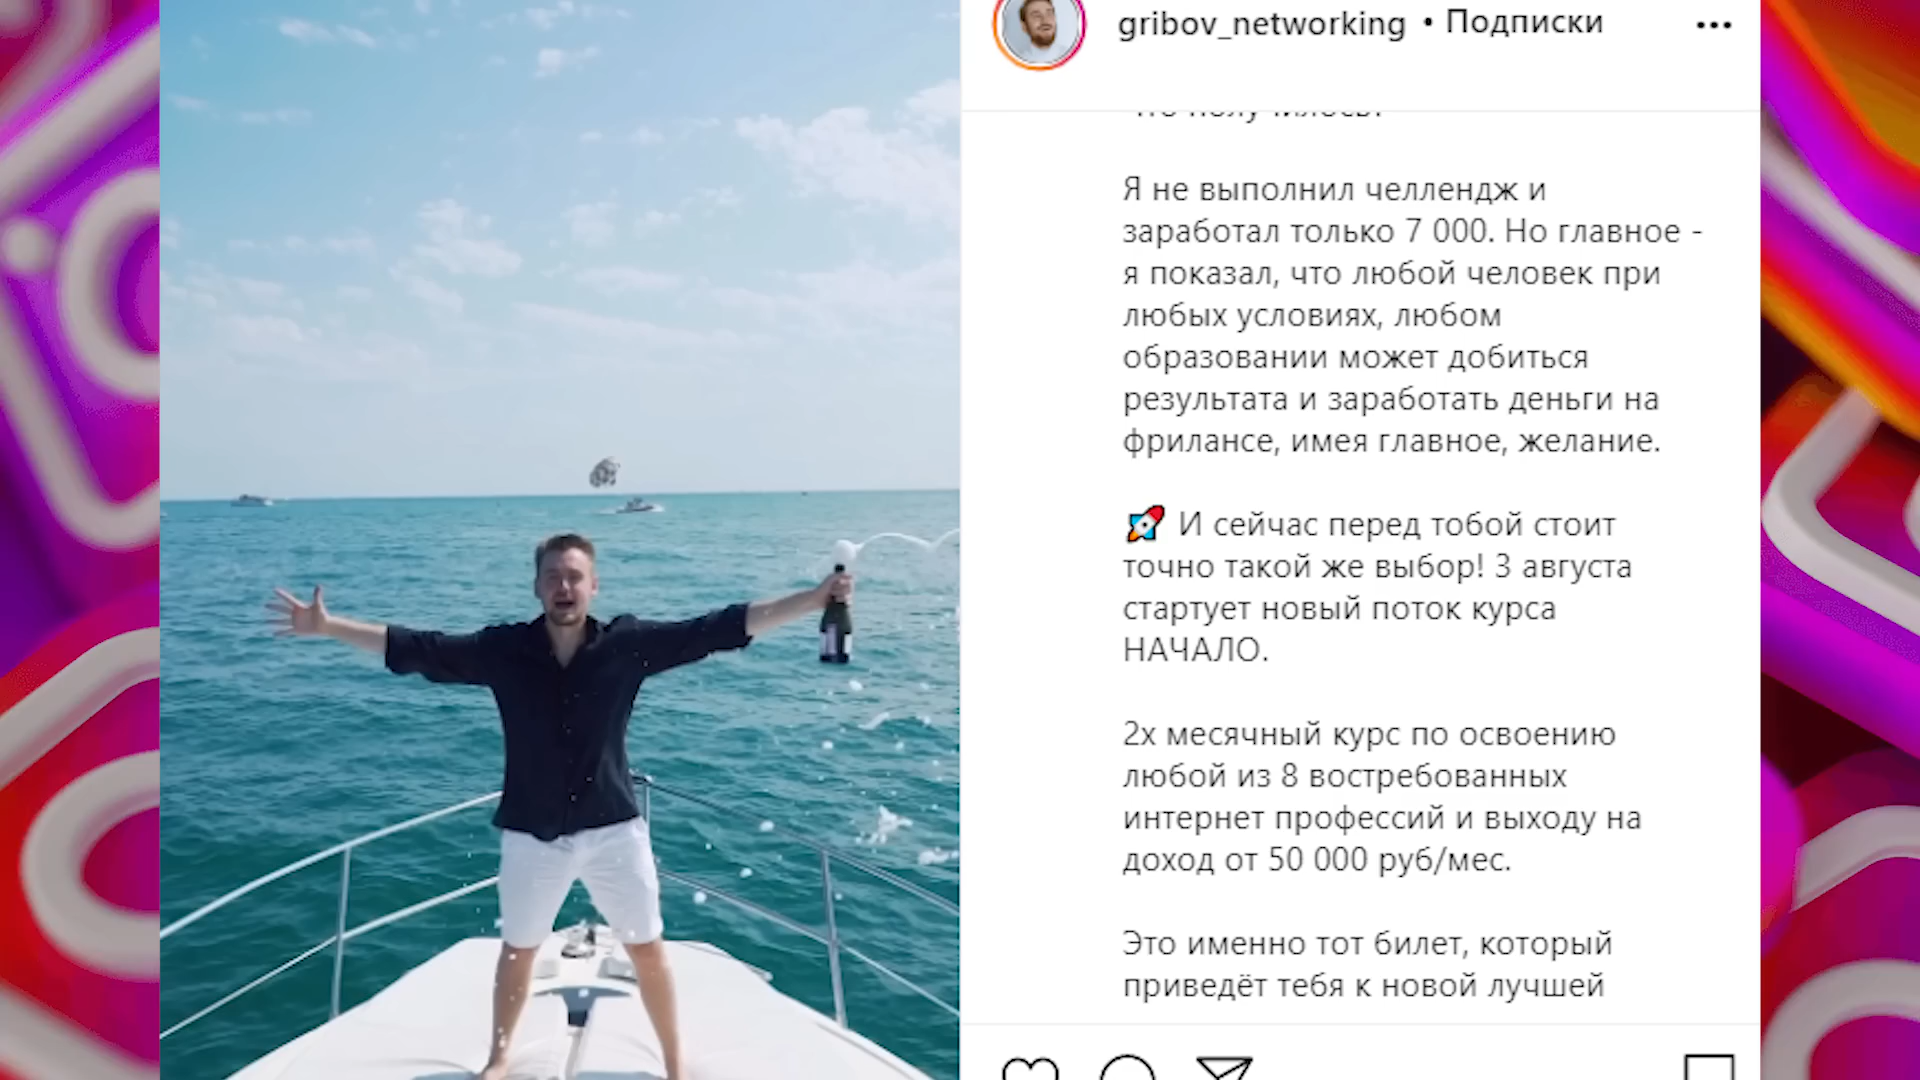 gribov_networking • Подписки
Я не выполнил челлендж и
заработал только 7 000. Но главное -
я показал, что любой человек при
любых условиях, любом
образовании может добиться
результата и заработать деньги на
фрилансе, имея главное, желание.
🚀 И сейчас перед тобой стоит
точно такой же выбор! 3 августа
стартует новый поток курса
НАЧАЛО.
2х месячный курс по освоению
любой из 8 востребованных
интернет профессий и выходу на
доход от 50 000 руб/мес.
Это именно тот билет, который
приведёт тебя к новой лучшей